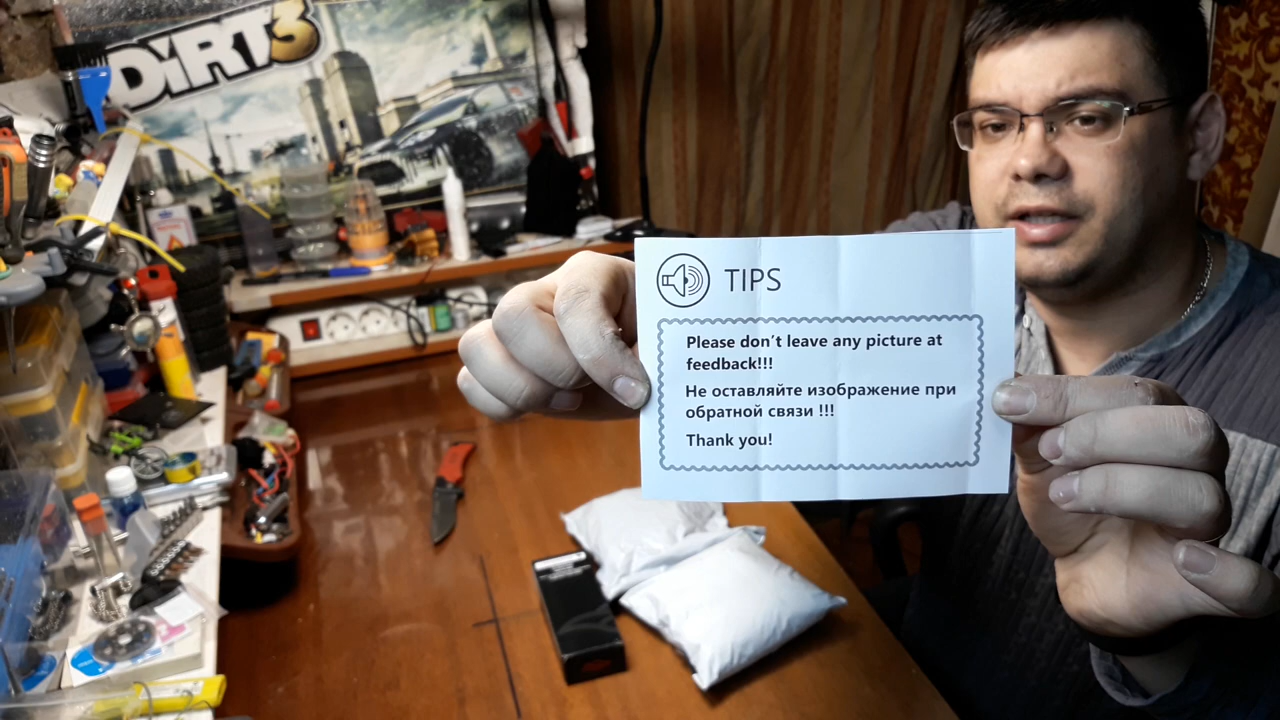 DiRT3
TIPS
Please don't leave any picture at
feedback!!!
Не оставляйте изображение при
обратной связи !!!
Thank you!